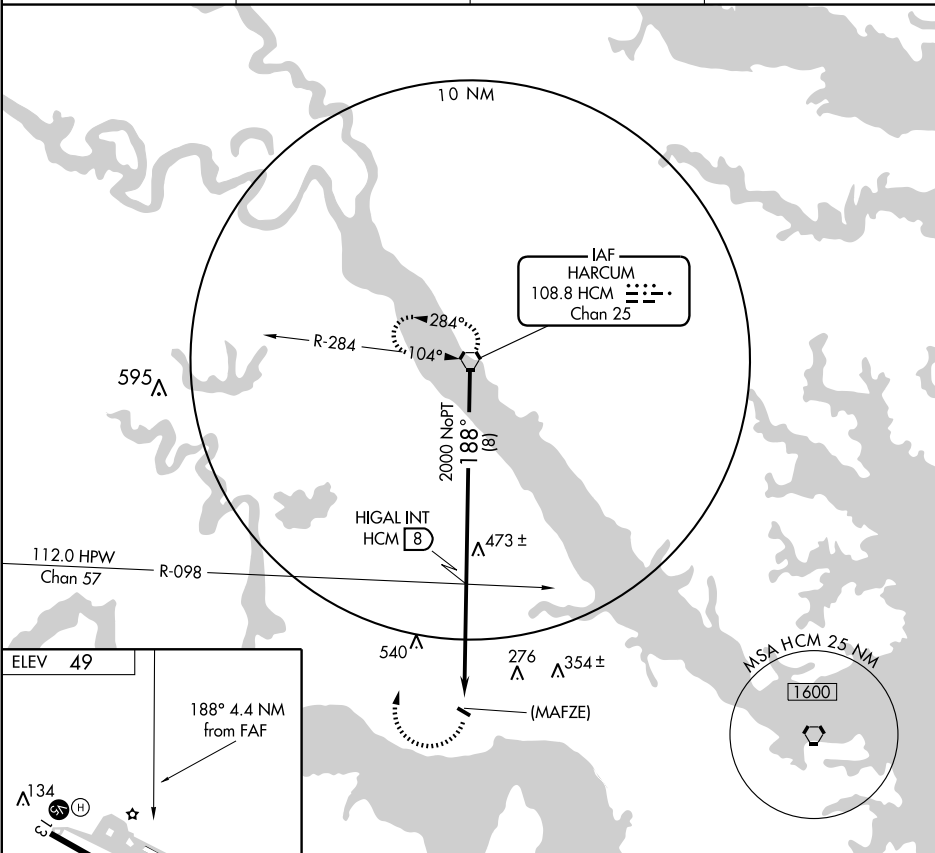 10 NM
IAF
HARCUM
108.8 HCM
Chan 25
284°
R-284
104°
595
2000 NoPT
188°
(8)
HIGAL INT
HCM 8
473 ±
112.0 HPW
Chan 57
R-098
540
276
354 ±
MSA HCM 25 NM
1600
(MAFZE)
ELEV 49
188° 4.4 NM
from FAF
134
V5
H
13